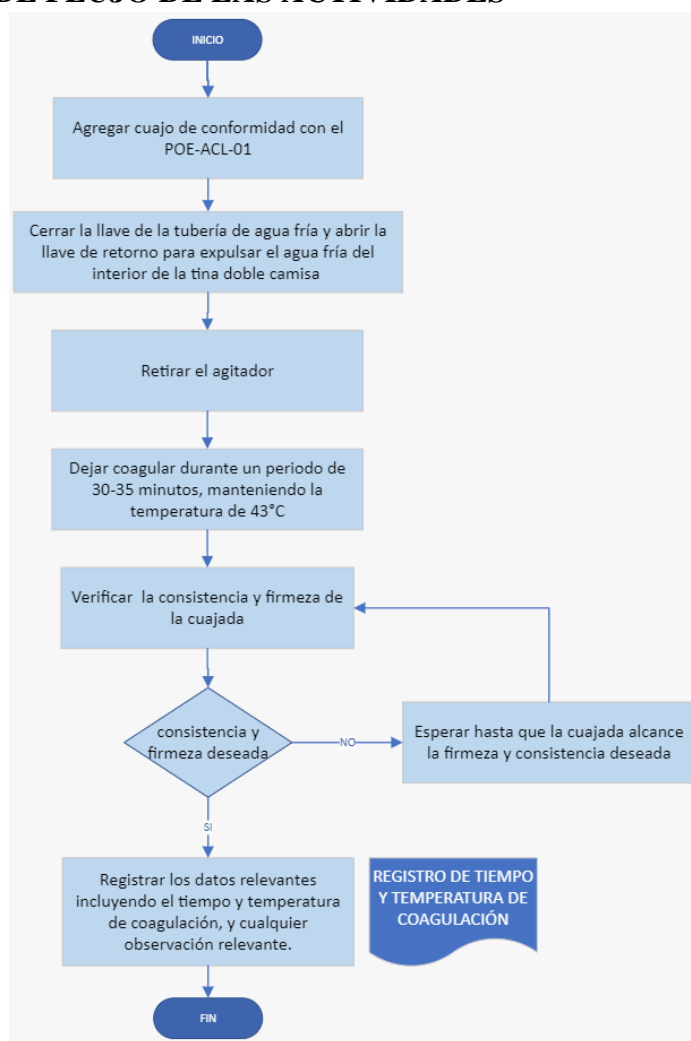 DE FLUJO DE LAS ACTIVIDADES
INICIO
Agregar cuajo de conformidad con el
POE-ACL-01
Cerrar la llave de la tubería de agua fría y abrir la
llave de retorno para expulsar el agua fría del
interior de la tina doble camisa
Retirar el agitador
Dejar coagular durante un periodo de
30-35 minutos, manteniendo la
temperatura de 43°C
Verificar la consistencia y firmeza de
la cuajada
consistencia y
firmeza deseada
NO
Esperar hasta que la cuajada alcance
la firmeza y consistencia deseada
SI
Registrar los datos relevantes
incluyendo el tiempo y temperatura
de coagulación, y cualquier
observación relevante.
REGISTRO DE TIEMPO
Y TEMPERATURA DE
COAGULACIÓN
FIN